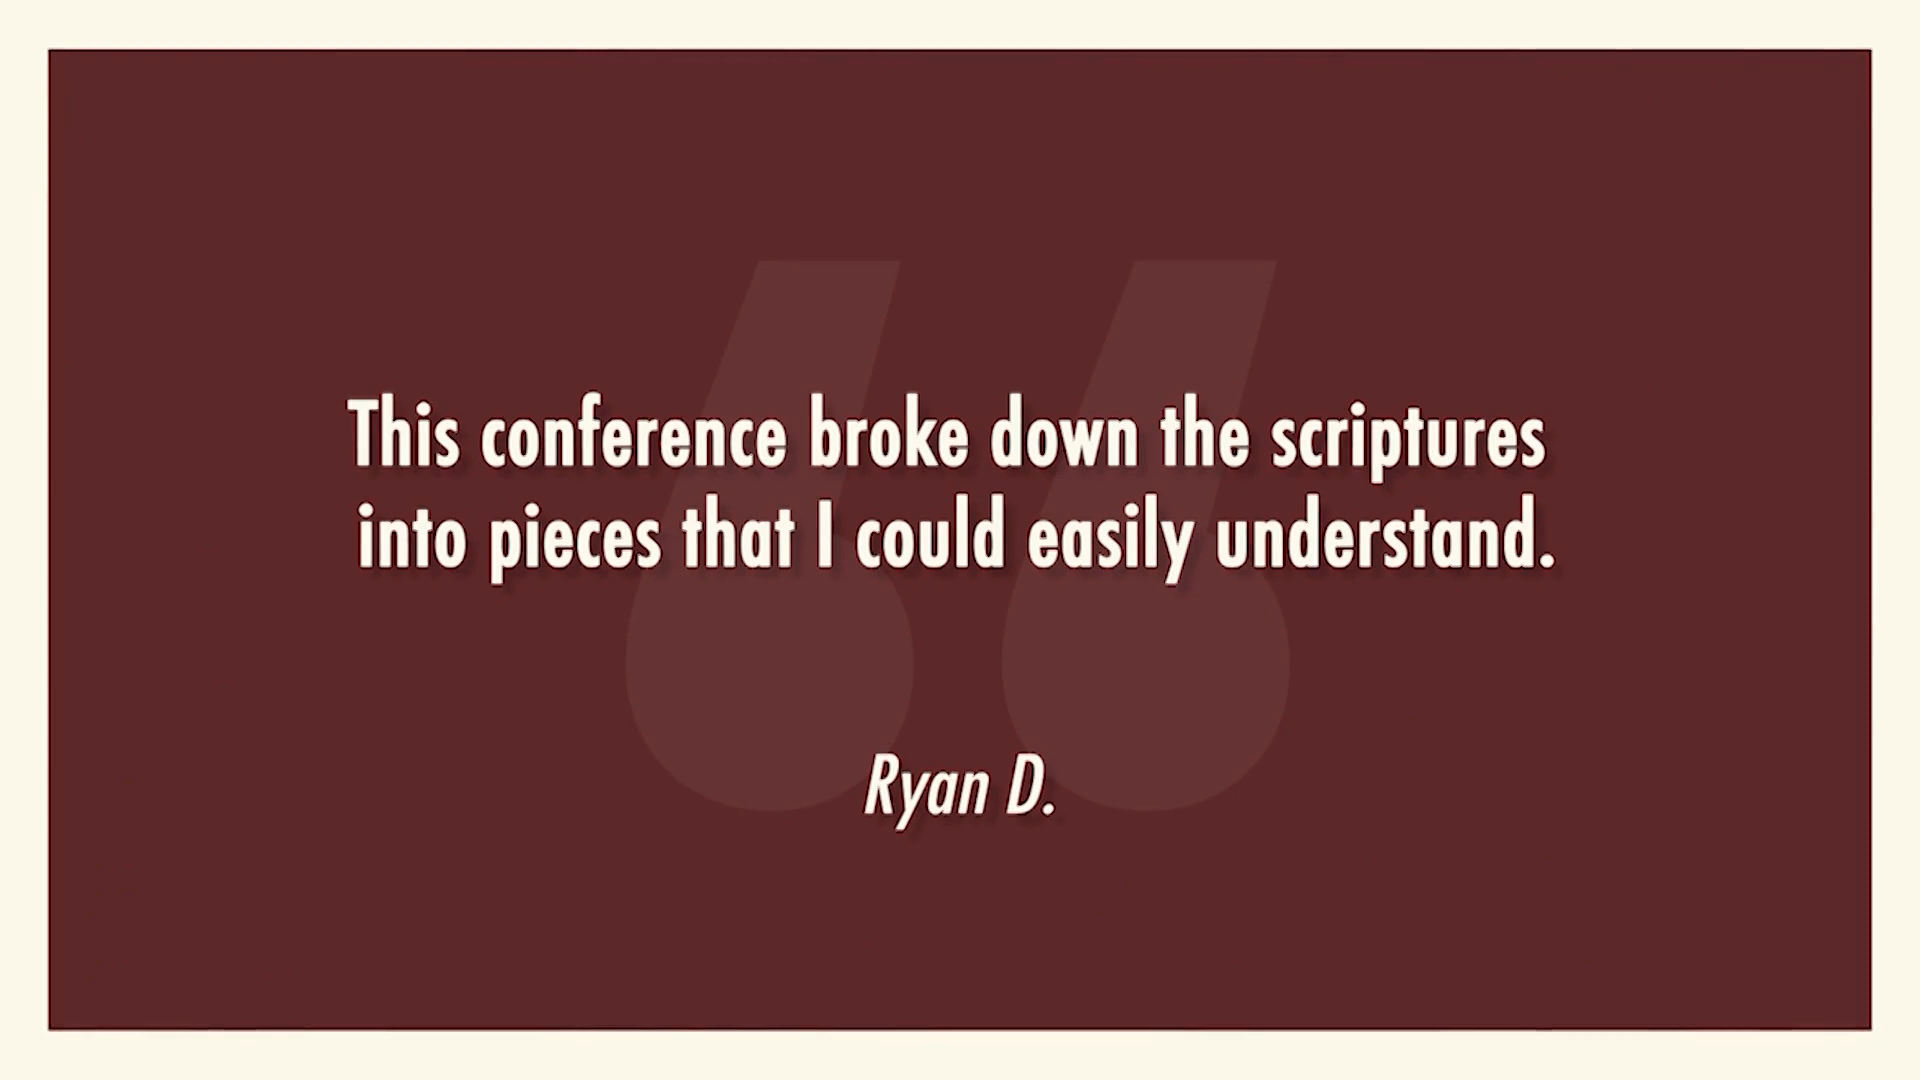 This conference broke down the scriptures
into pieces that I could easily understand.
Ryan D.